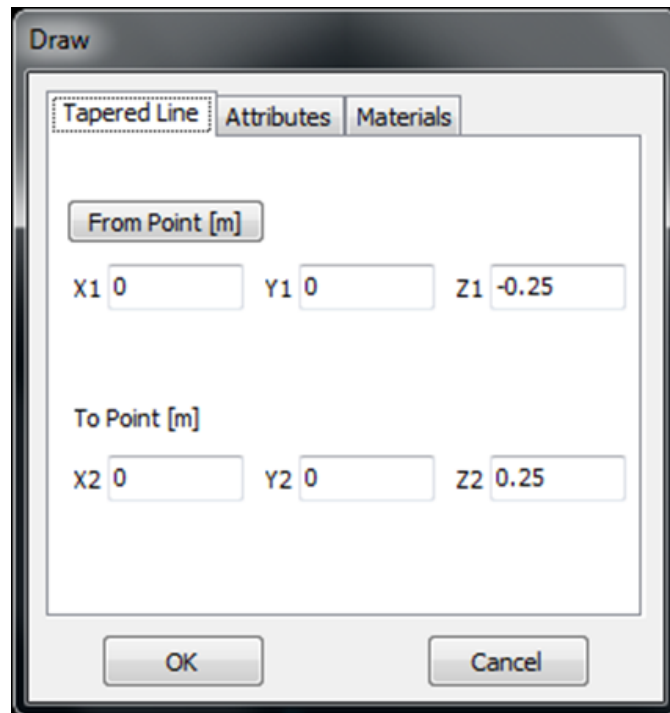 Draw
Tapered Line Attributes Materials
From Point [m]
X1 0 Y1 0 Z1 -0.25
To Point [m]
X2 0 Y2 0 Z2 0.25
OK Cancel